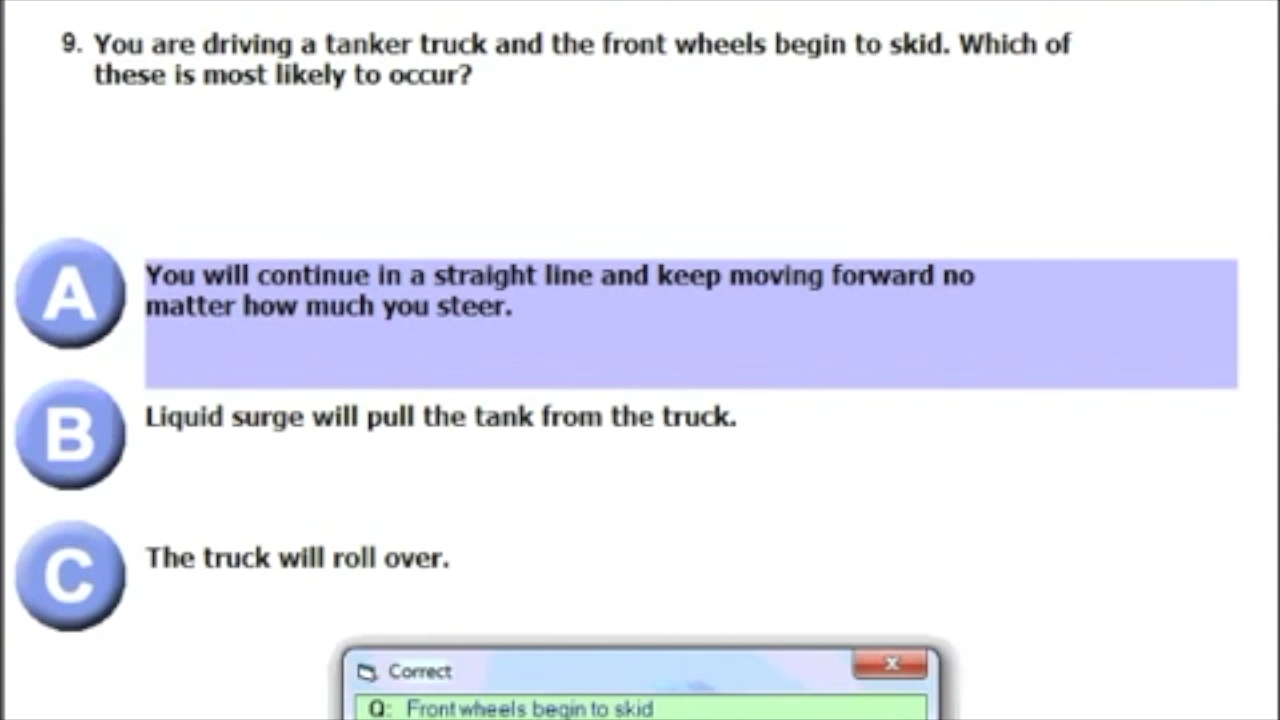 9. You are driving a tanker truck and the front wheels begin to skid. Which of
these is most likely to occur?
A
You will continue in a straight line and keep moving forward no
matter how much you steer.
B
Liquid surge will pull the tank from the truck.
C
The truck will roll over.
Correct
x
Q: Front wheels begin to skid